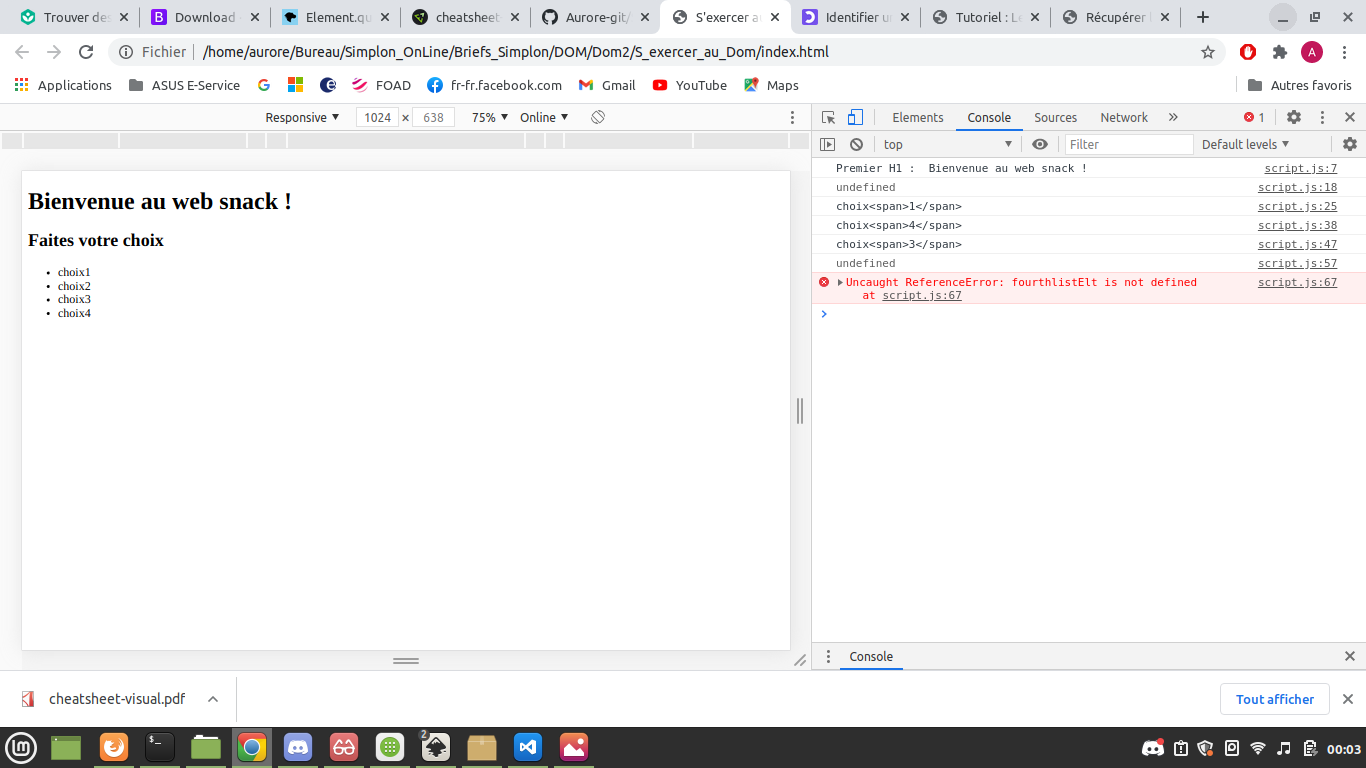 Trouver des
Download -
Element.qu
cheatsheet-
Aurore-git/
S'exercer au
Identifier u
Tutoriel : Le
Récupérer l
Fichier
/home/aurore/Bureau/Simplon_OnLine/Briefs_Simplon/DOM/Dom2/S_exercer_au_Dom/index.html
A
Applications
ASUS E-Service
FOAD
fr-fr.facebook.com
Gmail
YouTube
Maps
Autres favoris
Responsive
1024 × 638
75%
Online
Elements
Console
Sources
Network
1
top
Filter
Default levels
Premier H1 :  Bienvenue au web snack ! script.js:7
undefined script.js:18
choix<span>1</span> script.js:25
choix<span>4</span> script.js:38
choix<span>3</span> script.js:47
undefined script.js:57
Uncaught ReferenceError: fourthlistElt is not defined script.js:67
at script.js:67
Bienvenue au web snack !
Faites votre choix
• choix1
• choix2
• choix3
• choix4
Console
cheatsheet-visual.pdf
Tout afficher
2
00:03